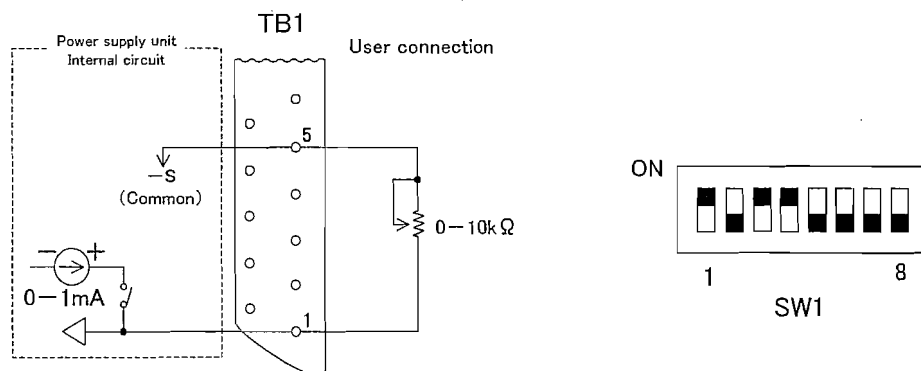 TB1
Power supply unit
Internal circuit
User connection
5
−S
(Common)
0−10kΩ
− +
0−1mA
1
ON
1 8
SW1